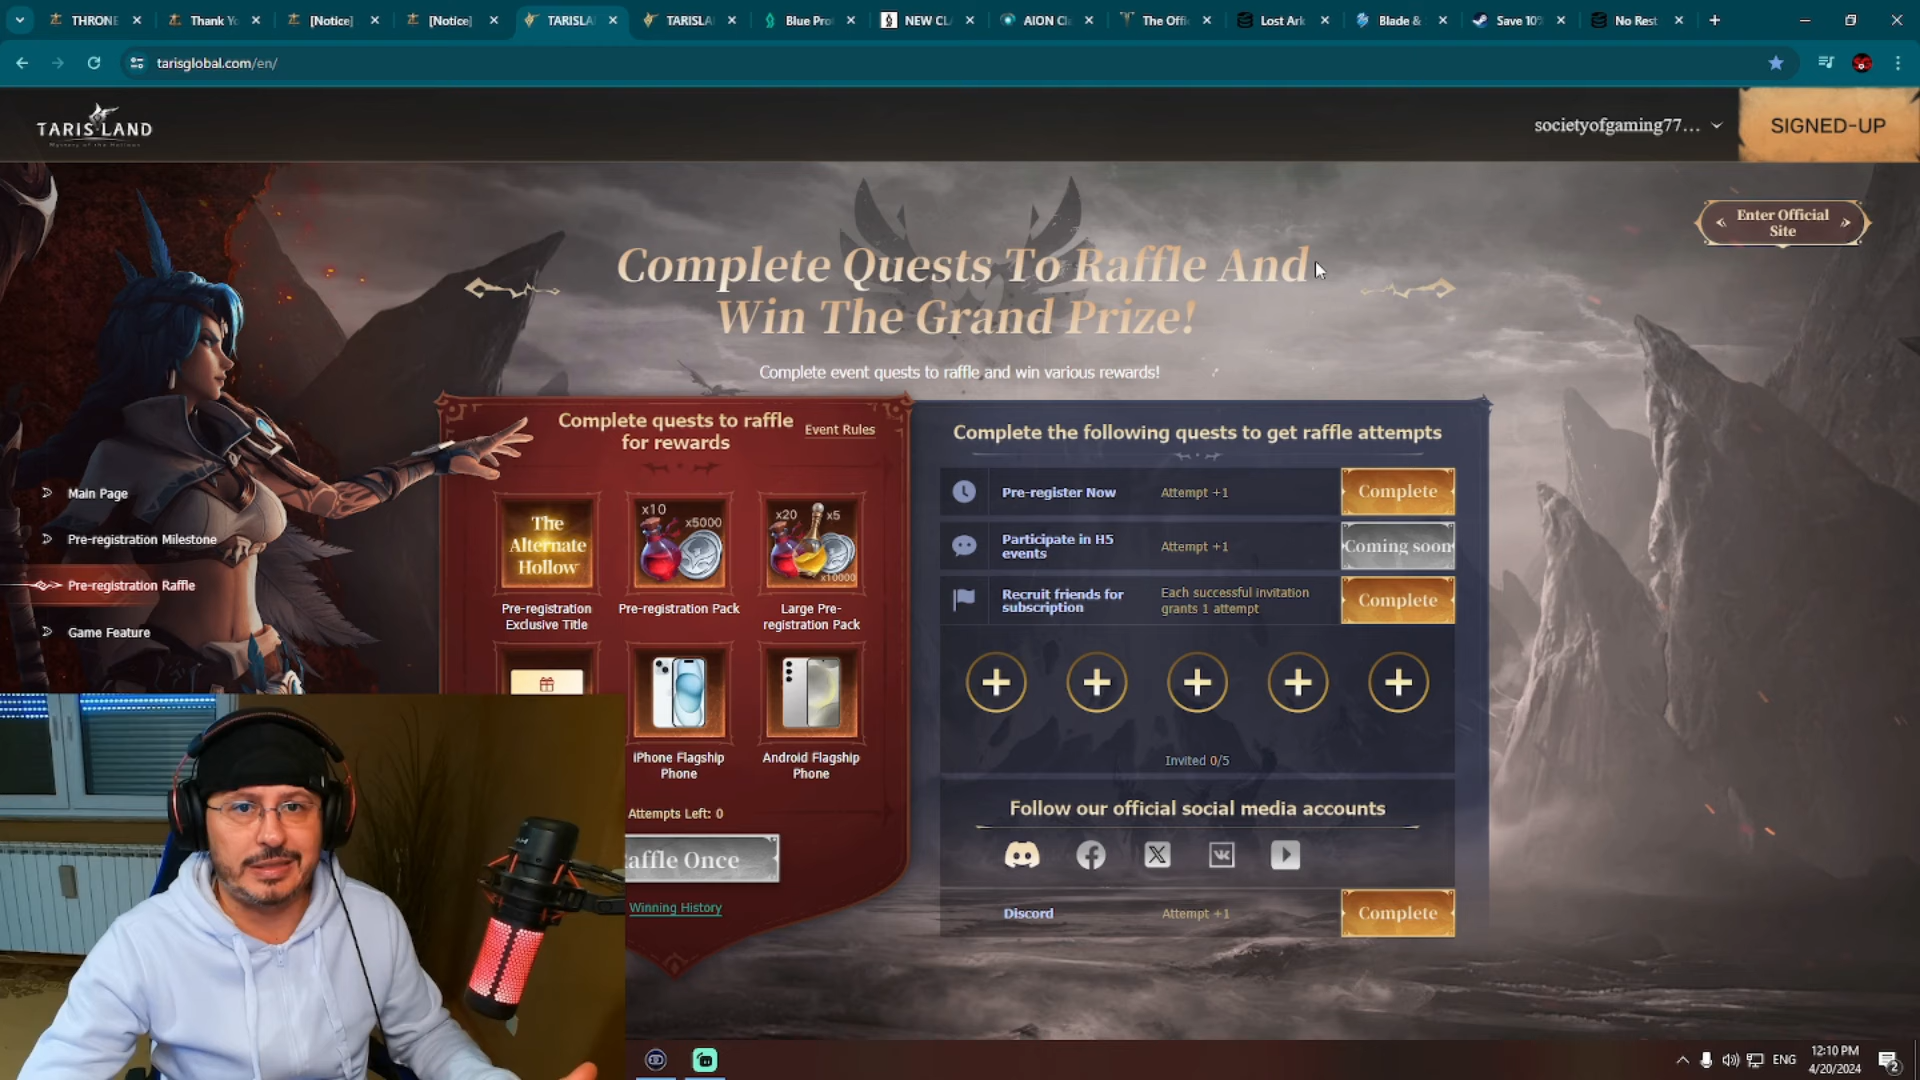 THRONE
Thank Yo
[Notice]
[Notice]
TARISLA
TARISLA
Blue Pro
NEW CLA
AION Cl
The Offi
Lost Ark
Blade &
Save 10%
No Rest
tarisglobal.com/en/
TARISLAND
societyofgaming77...
SIGNED-UP
Enter Official
Site
Complete Quests To Raffle And
Win The Grand Prize!
Complete event quests to raffle and win various rewards!
Main Page
Pre-registration Milestone
Pre-registration Raffle
Game Feature
Complete quests to raffle
for rewards
Event Rules
The
Alternate
Hollow
x10
x5000
x20
x5
x10000
Pre-registration
Exclusive Title
Pre-registration Pack
Large Pre-
registration Pack
iPhone Flagship
Phone
Android Flagship
Phone
Attempts Left: 0
affle Once
Winning History
Complete the following quests to get raffle attempts
Pre-register Now
Attempt +1
Complete
Participate in H5
events
Attempt +1
Coming soon
Recruit friends for
subscription
Each successful invitation
grants 1 attempt
Complete
Invited 0/5
Follow our official social media accounts
Discord
Attempt +1
Complete
ENG
12:10 PM
4/20/2024
2